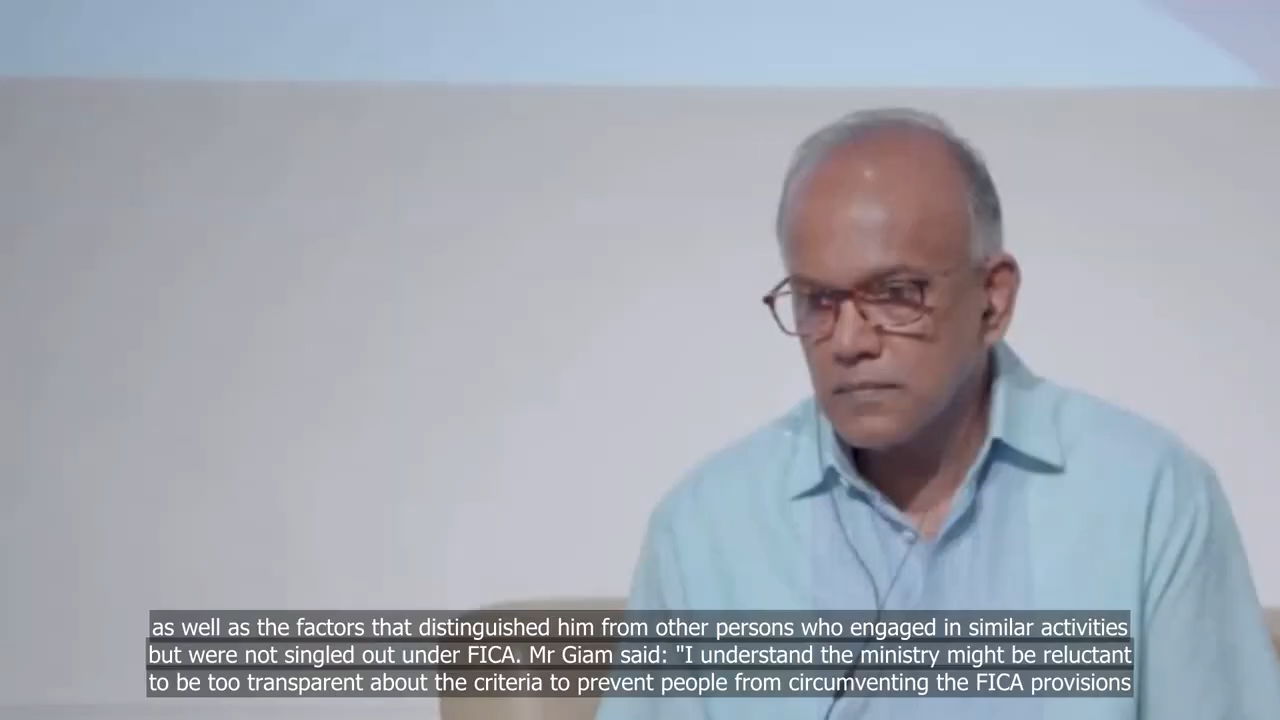 as well as the factors that distinguished him from other persons who engaged in similar activities
but were not singled out under FICA. Mr Giam said: "I understand the ministry might be reluctant
to be too transparent about the criteria to prevent people from circumventing the FICA provisions